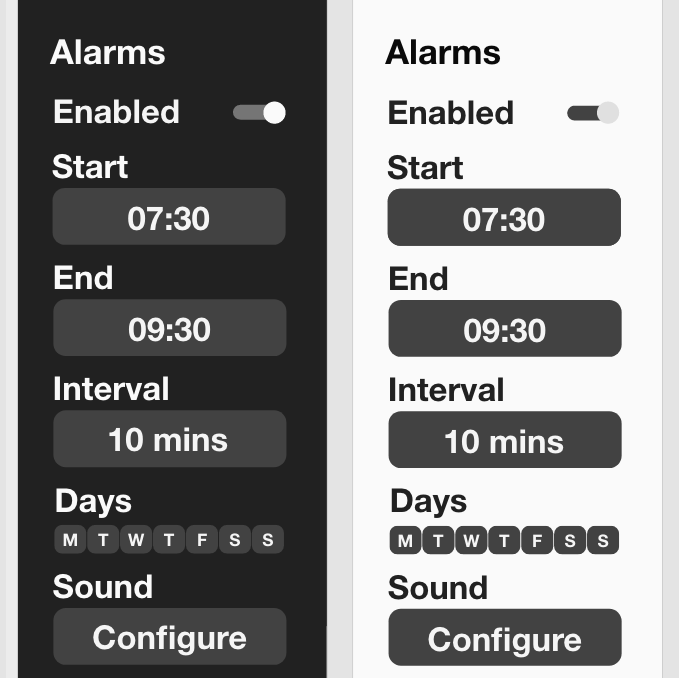 Alarms
Enabled
Start
07:30
End
09:30
Interval
10 mins
Days
M T W T F S S
Sound
Configure
Alarms
Enabled
Start
07:30
End
09:30
Interval
10 mins
Days
M T W T F S S
Sound
Configure